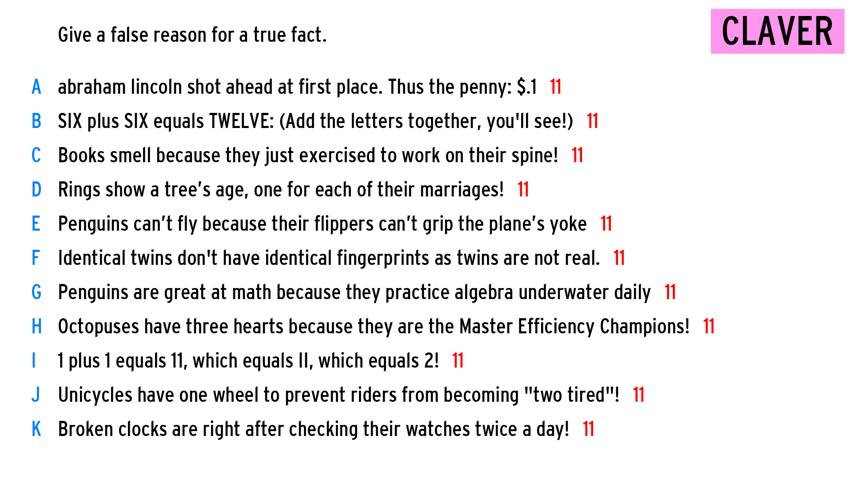 Give a false reason for a true fact.
CLAVER
A abraham lincoln shot ahead at first place. Thus the penny: $.1 11
B SIX plus SIX equals TWELVE: (Add the letters together, you'll see!) 11
C Books smell because they just exercised to work on their spine! 11
D Rings show a tree’s age, one for each of their marriages! 11
E Penguins can’t fly because their flippers can’t grip the plane’s yoke 11
F Identical twins don't have identical fingerprints as twins are not real. 11
G Penguins are great at math because they practice algebra underwater daily 11
H Octopuses have three hearts because they are the Master Efficiency Champions! 11
I 1 plus 1 equals 11, which equals II, which equals 2! 11
J Unicycles have one wheel to prevent riders from becoming "two tired"! 11
K Broken clocks are right after checking their watches twice a day! 11